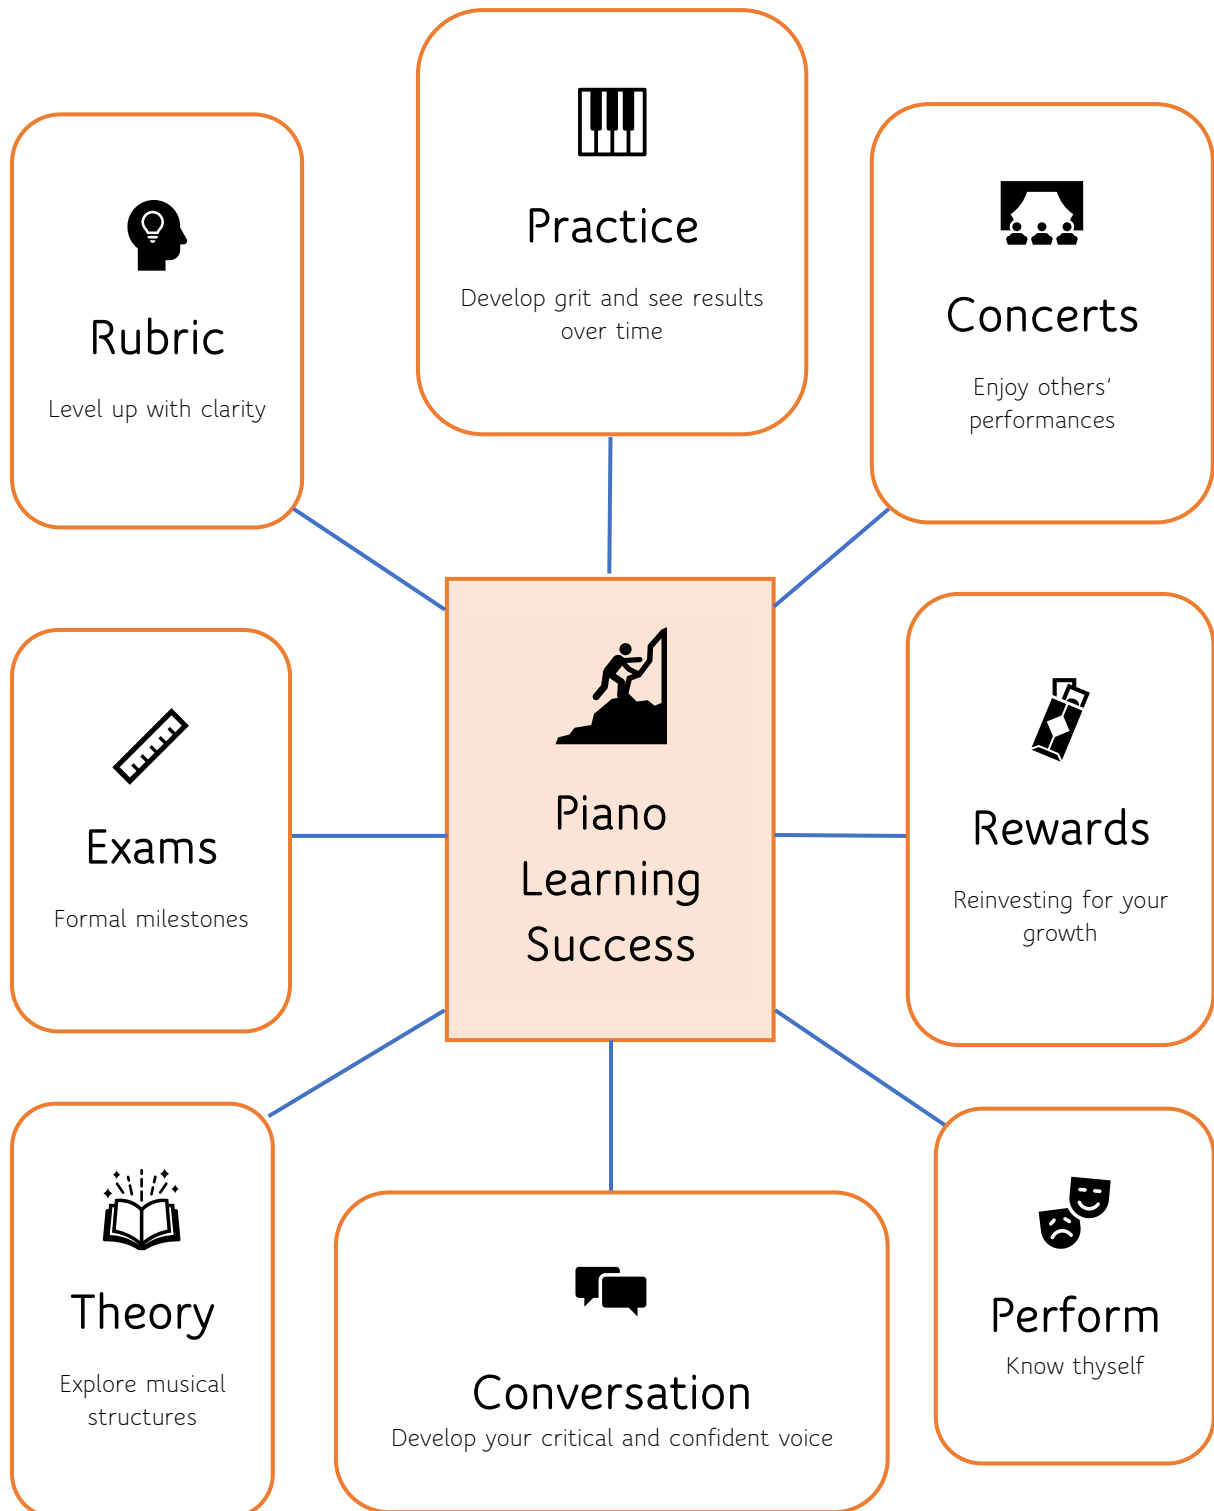 Practice
Develop grit and see results
over time
Rubric
Level up with clarity
Concerts
Enjoy others’
performances
Piano
Learning
Success
Exams
Formal milestones
Rewards
Reinvesting for your
growth
Theory
Explore musical
structures
Conversation
Develop your critical and confident voice
Perform
Know thyself